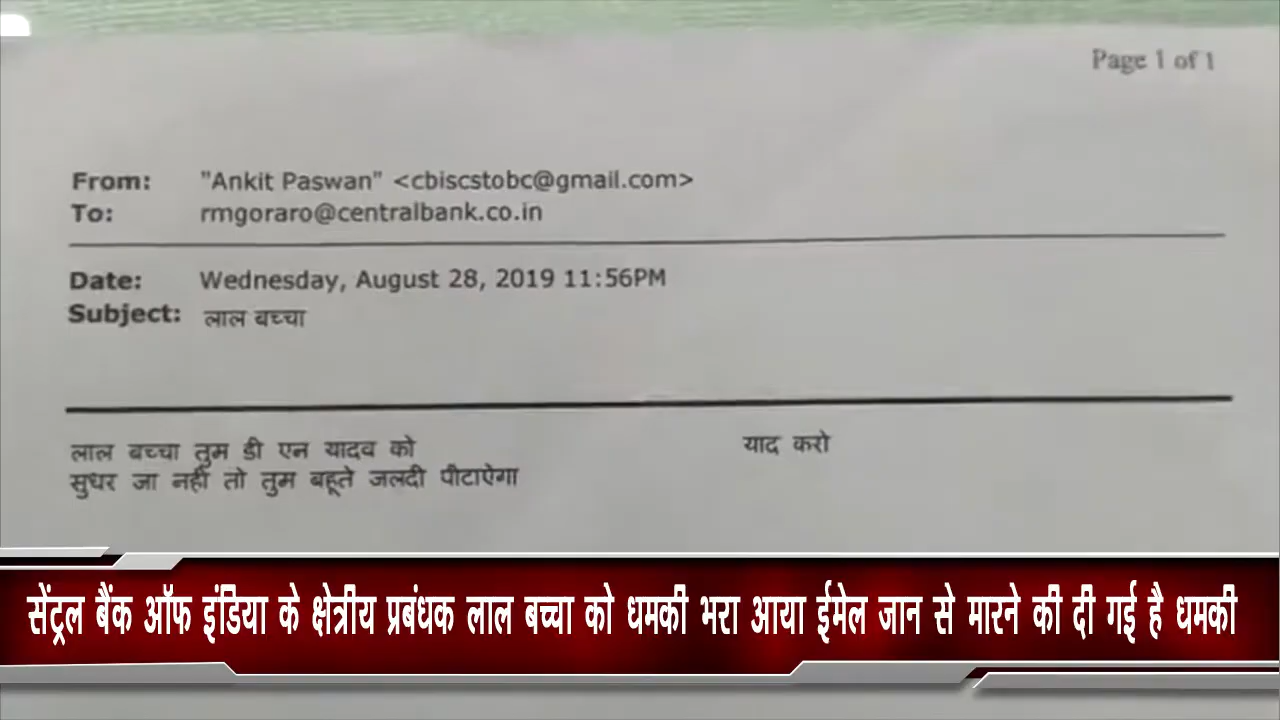 Page 1 of 1
From: "Ankit Paswan" <cbiscstobc@gmail.com>
To: rmgoraro@centralbank.co.in
Date: Wednesday, August 28, 2019 11:56PM
Subject: लाल बच्चा
लाल बच्चा तुम डी एन यादव को याद करो
सुधर जा नही तो तुम बहूते जलदी पीटाऐगा
सेंट्रल बैंक ऑफ इंडिया के क्षेत्रीय प्रबंधक लाल बच्चा को धमकी भरा आया ईमेल जान से मारने की दी गई है धमकी